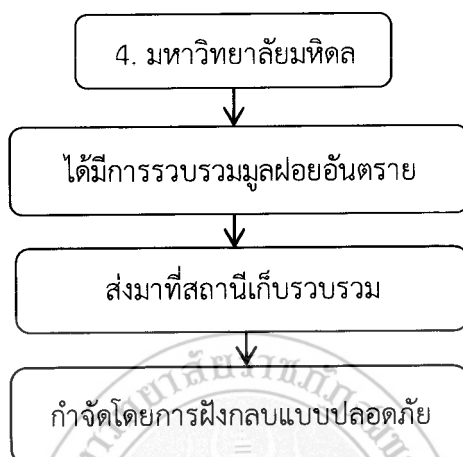 4. มหาวิทยาลัยมหิดล
ได้มีการรวบรวมมูลฝอยอันตราย
ส่งมาที่สถานีเก็บรวบรวม
กำจัดโดยการฝังกลบแบบปลอดภัย